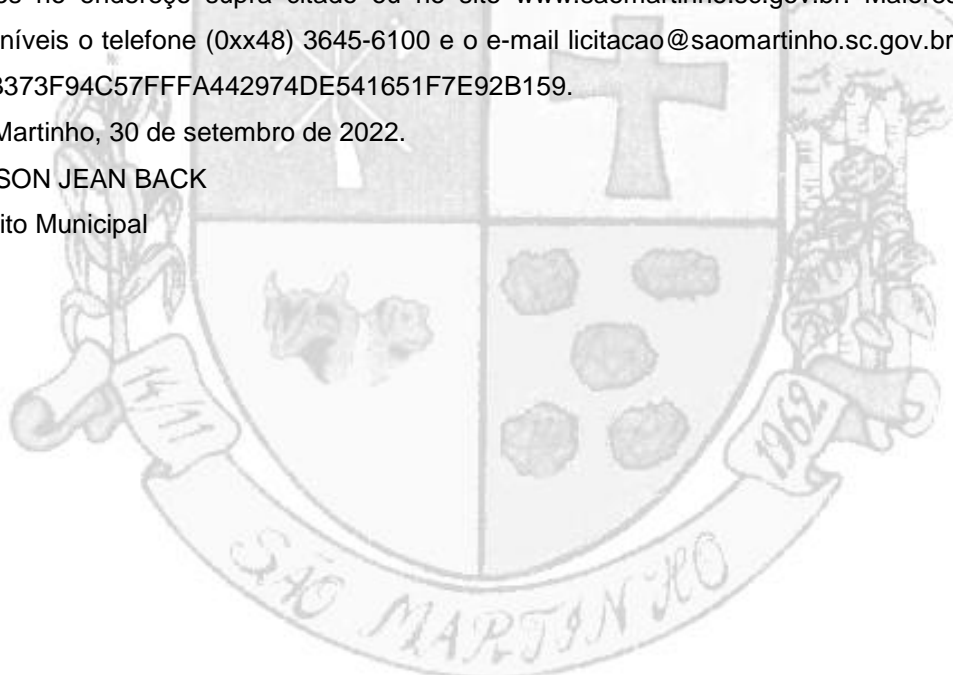 no endereço supra citado ou no site www.saomartinho.sc.gov.br. Maiores
níveis o telefone (0xx48) 3645-6100 e o e-mail licitacao@saomartinho.sc.gov.br
373F94C57FFFA442974DE541651F7E92B159.
Martinho, 30 de setembro de 2022.
SON JEAN BACK
ito Municipal
14/11
1962
SÃO MARTINHO